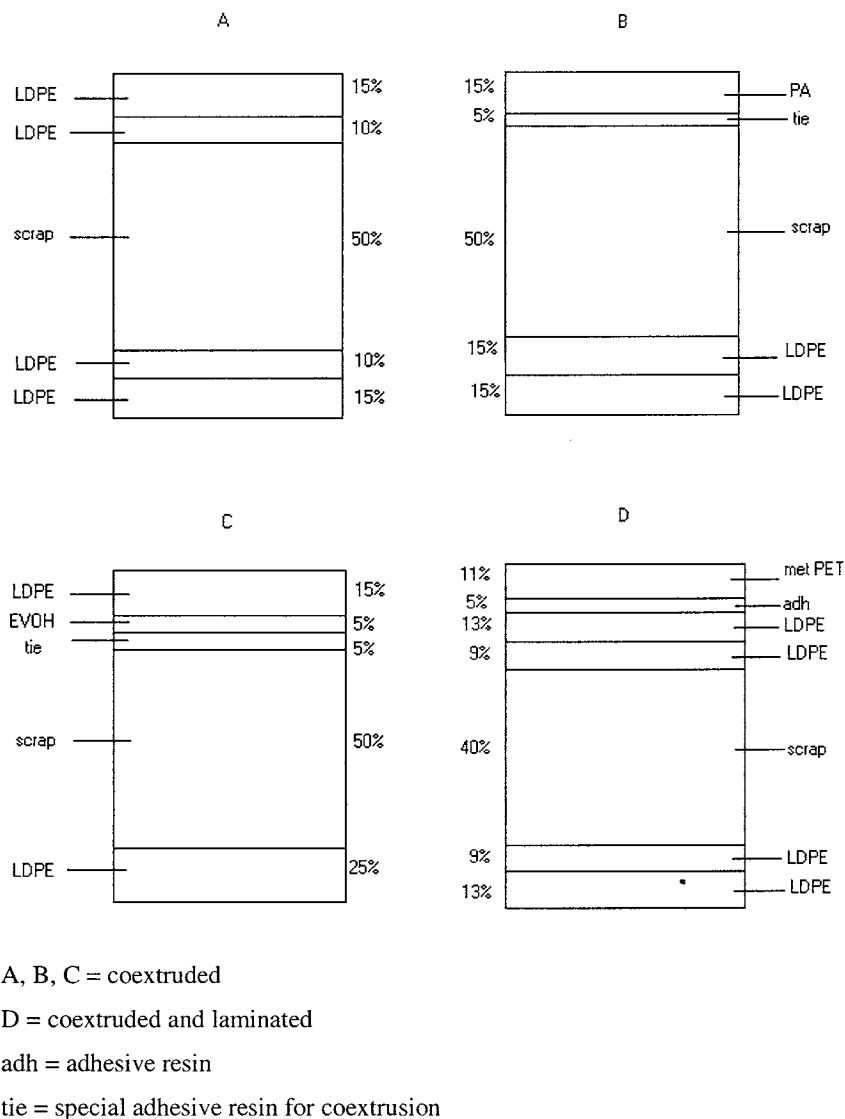 A
LDPE 15%
LDPE 10%
scrap 50%
LDPE 10%
LDPE 15%
B
15% PA
5% tie
50% scrap
15% LDPE
15% LDPE
C
LDPE 15%
EVOH 5%
tie 5%
scrap 50%
LDPE 25%
D
11% met PET
5% adh
13% LDPE
9% LDPE
40% scrap
9% LDPE
13% LDPE
A, B, C = coextruded
D = coextruded and laminated
adh = adhesive resin
tie = special adhesive resin for coextrusion